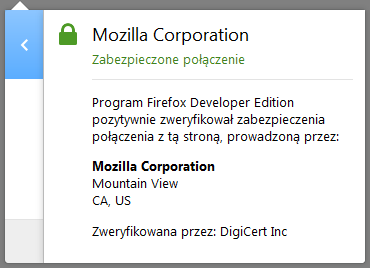 Mozilla Corporation
Zabezpieczone połączenie
Program Firefox Developer Edition
pozytywnie zweryfikował zabezpieczenia
połączenia z tą stroną, prowadzoną przez:
Mozilla Corporation
Mountain View
CA, US
Zweryfikowana przez: DigiCert Inc